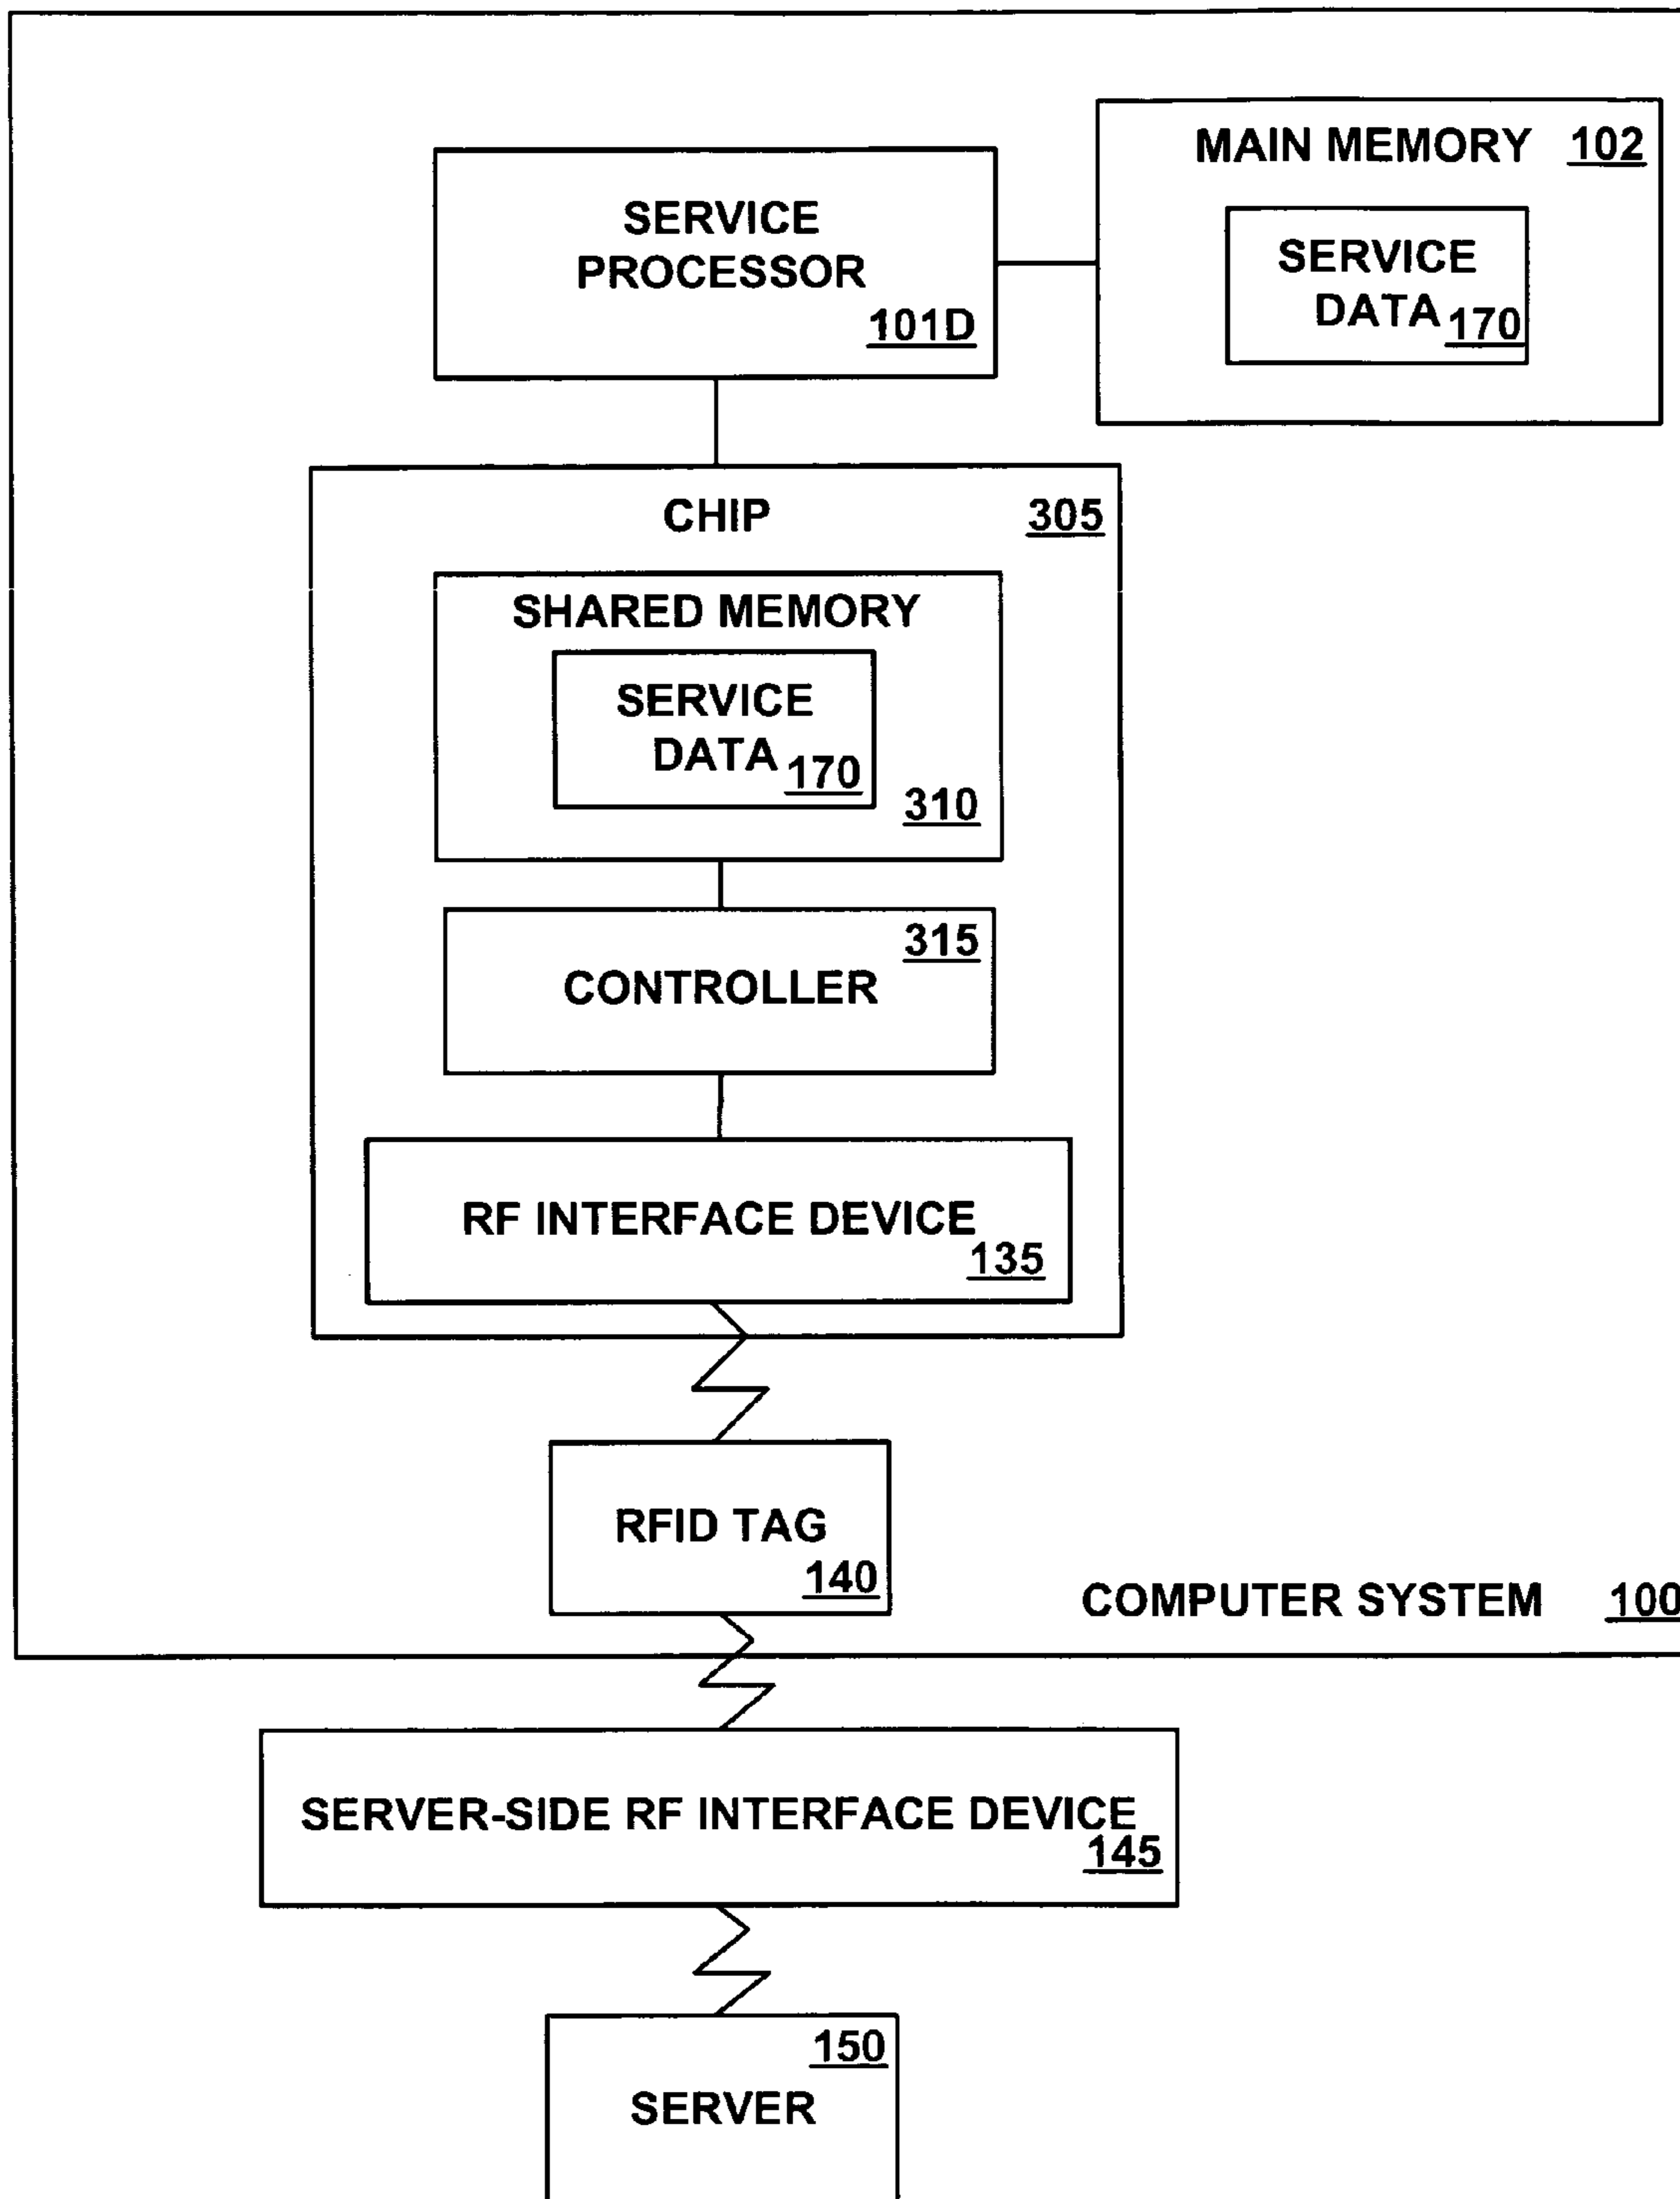 MAIN MEMORY 102
SERVICE
DATA 170
SERVICE
PROCESSOR
101D
CHIP 305
SHARED MEMORY
SERVICE
DATA 170
310
315
CONTROLLER
RF INTERFACE DEVICE
135
RFID TAG
140
COMPUTER SYSTEM 100
SERVER-SIDE RF INTERFACE DEVICE
145
150
SERVER